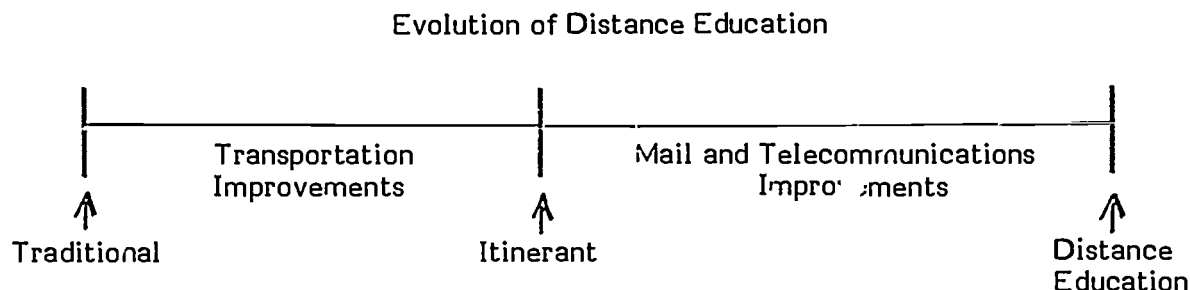 Evolution of Distance Education
Transportation
Improvements
Mail and Telecommunications
Traditional
Itinerant
Distance
Education